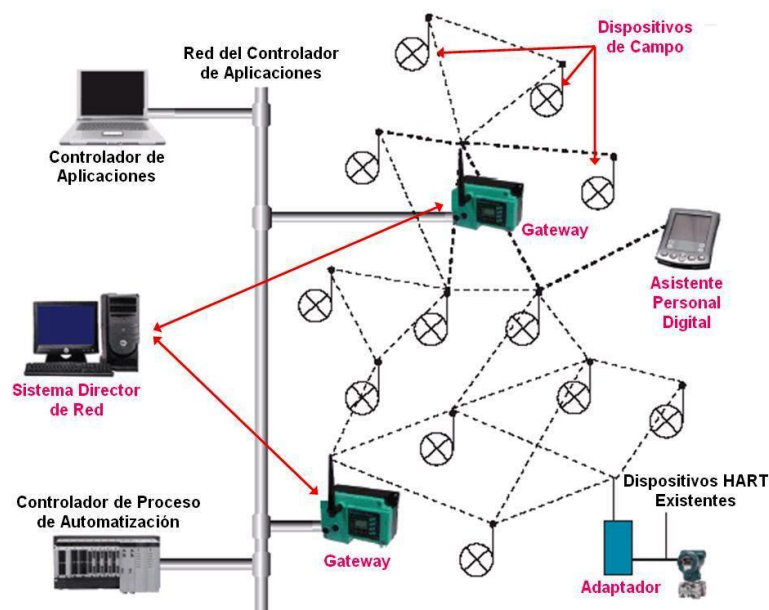 Dispositivos
de Campo
Red del Controlador
de Aplicaciones
Controlador de
Aplicaciones
Gateway
Asistente
Personal
Digital
Sistema Director
de Red
Controlador de Proceso
de Automatización
Gateway
Dispositivos HART
Existentes
Adaptador